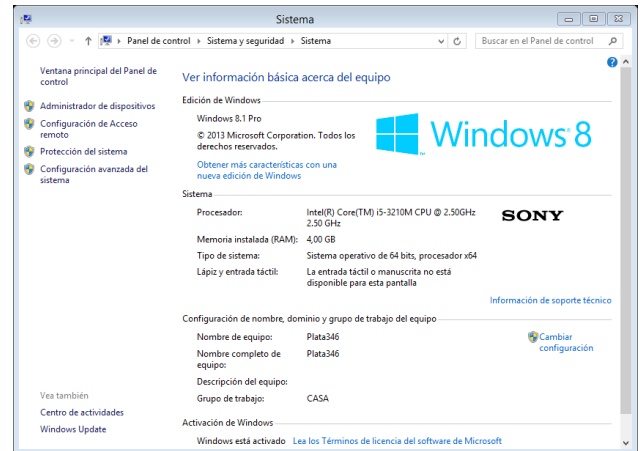 Sistema
Panel de control ▸ Sistema y seguridad ▸ Sistema
Buscar en el Panel de control
Ventana principal del Panel de
control
Administrador de dispositivos
Configuración de Acceso
remoto
Protección del sistema
Configuración avanzada del
sistema
Ver información básica acerca del equipo
Edición de Windows
Windows 8.1 Pro
© 2013 Microsoft Corporation. Todos los
derechos reservados.
Obtener más características con una
nueva edición de Windows
Windows 8
Sistema
Procesador: Intel(R) Core(TM) i5-3210M CPU @ 2.50GHz
2.50 GHz
SONY
Memoria instalada (RAM): 4,00 GB
Tipo de sistema: Sistema operativo de 64 bits, procesador x64
Lápiz y entrada táctil: La entrada táctil o manuscrita no está
disponible para esta pantalla
Información de soporte técnico
Configuración de nombre, dominio y grupo de trabajo del equipo
Nombre de equipo: Plata346
Cambiar
configuración
Nombre completo de
equipo:
Plata346
Descripción del equipo:
Grupo de trabajo: CASA
Activación de Windows
Windows está activado Lea los Términos de licencia del software de Microsoft
Vea también
Centro de actividades
Windows Update